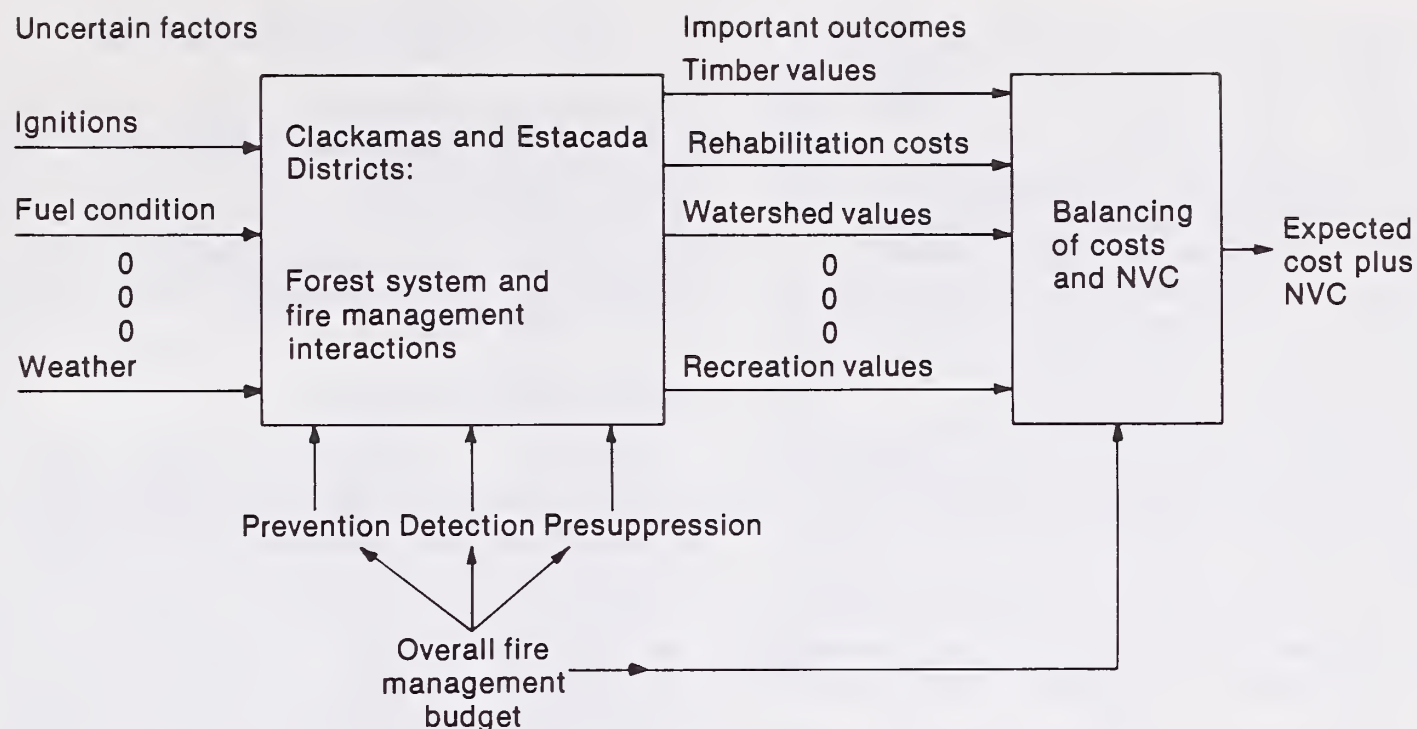 Uncertain factors
Important outcomes
Ignitions
Fuel condition
0
0
0
Weather
Clackamas and Estacada
Districts:
Forest system and
fire management
interactions
Timber values
Rehabilitation costs
Watershed values
0
0
0
Recreation values
Balancing
of costs
and NVC
Expected
cost plus
NVC
Prevention Detection Presuppression
Overall fire
management
budget